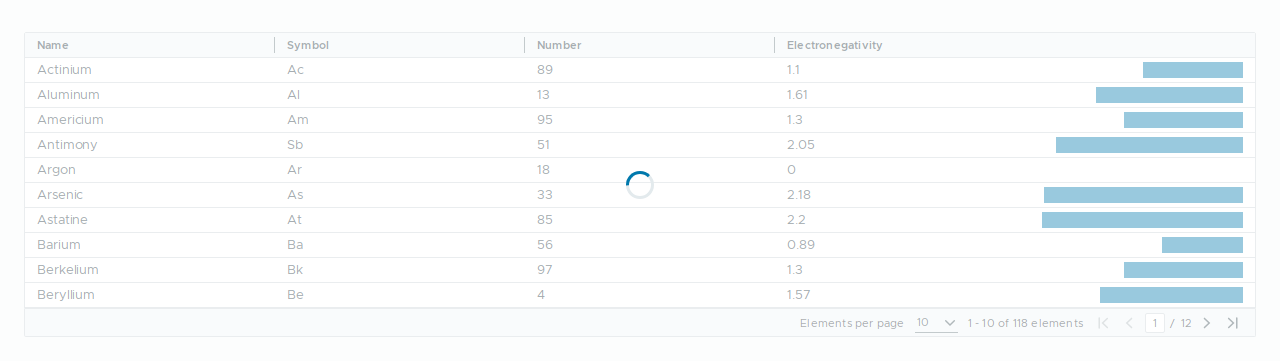 Name Symbol Number Electronegativity
Actinium Ac 89 1.1
Aluminum Al 13 1.61
Americium Am 95 1.3
Antimony Sb 51 2.05
Argon Ar 18 0
Arsenic As 33 2.18
Astatine At 85 2.2
Barium Ba 56 0.89
Berkelium Bk 97 1.3
Beryllium Be 4 1.57
Elements per page 10 1 - 10 of 118 elements 1 / 12